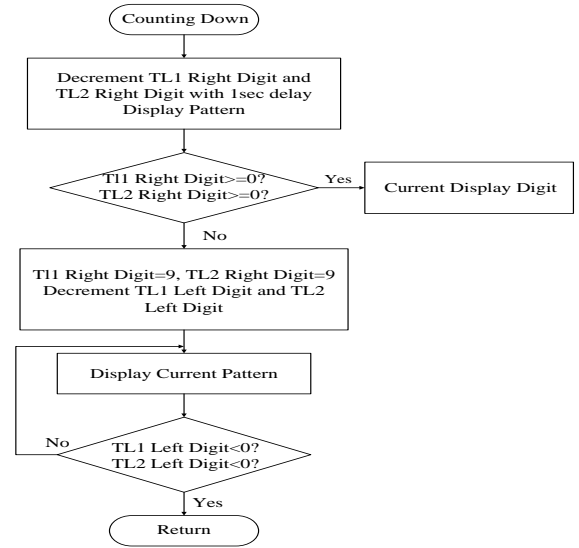 Counting Down
Decrement TL1 Right Digit and
TL2 Right Digit with 1sec delay
Display Pattern
Tl1 Right Digit>=0?
TL2 Right Digit>=0?
Yes
Current Display Digit
No
Tl1 Right Digit=9, TL2 Right Digit=9
Decrement TL1 Left Digit and TL2
Left Digit
Display Current Pattern
No
TL1 Left Digit<0?
TL2 Left Digit<0?
Yes
Return